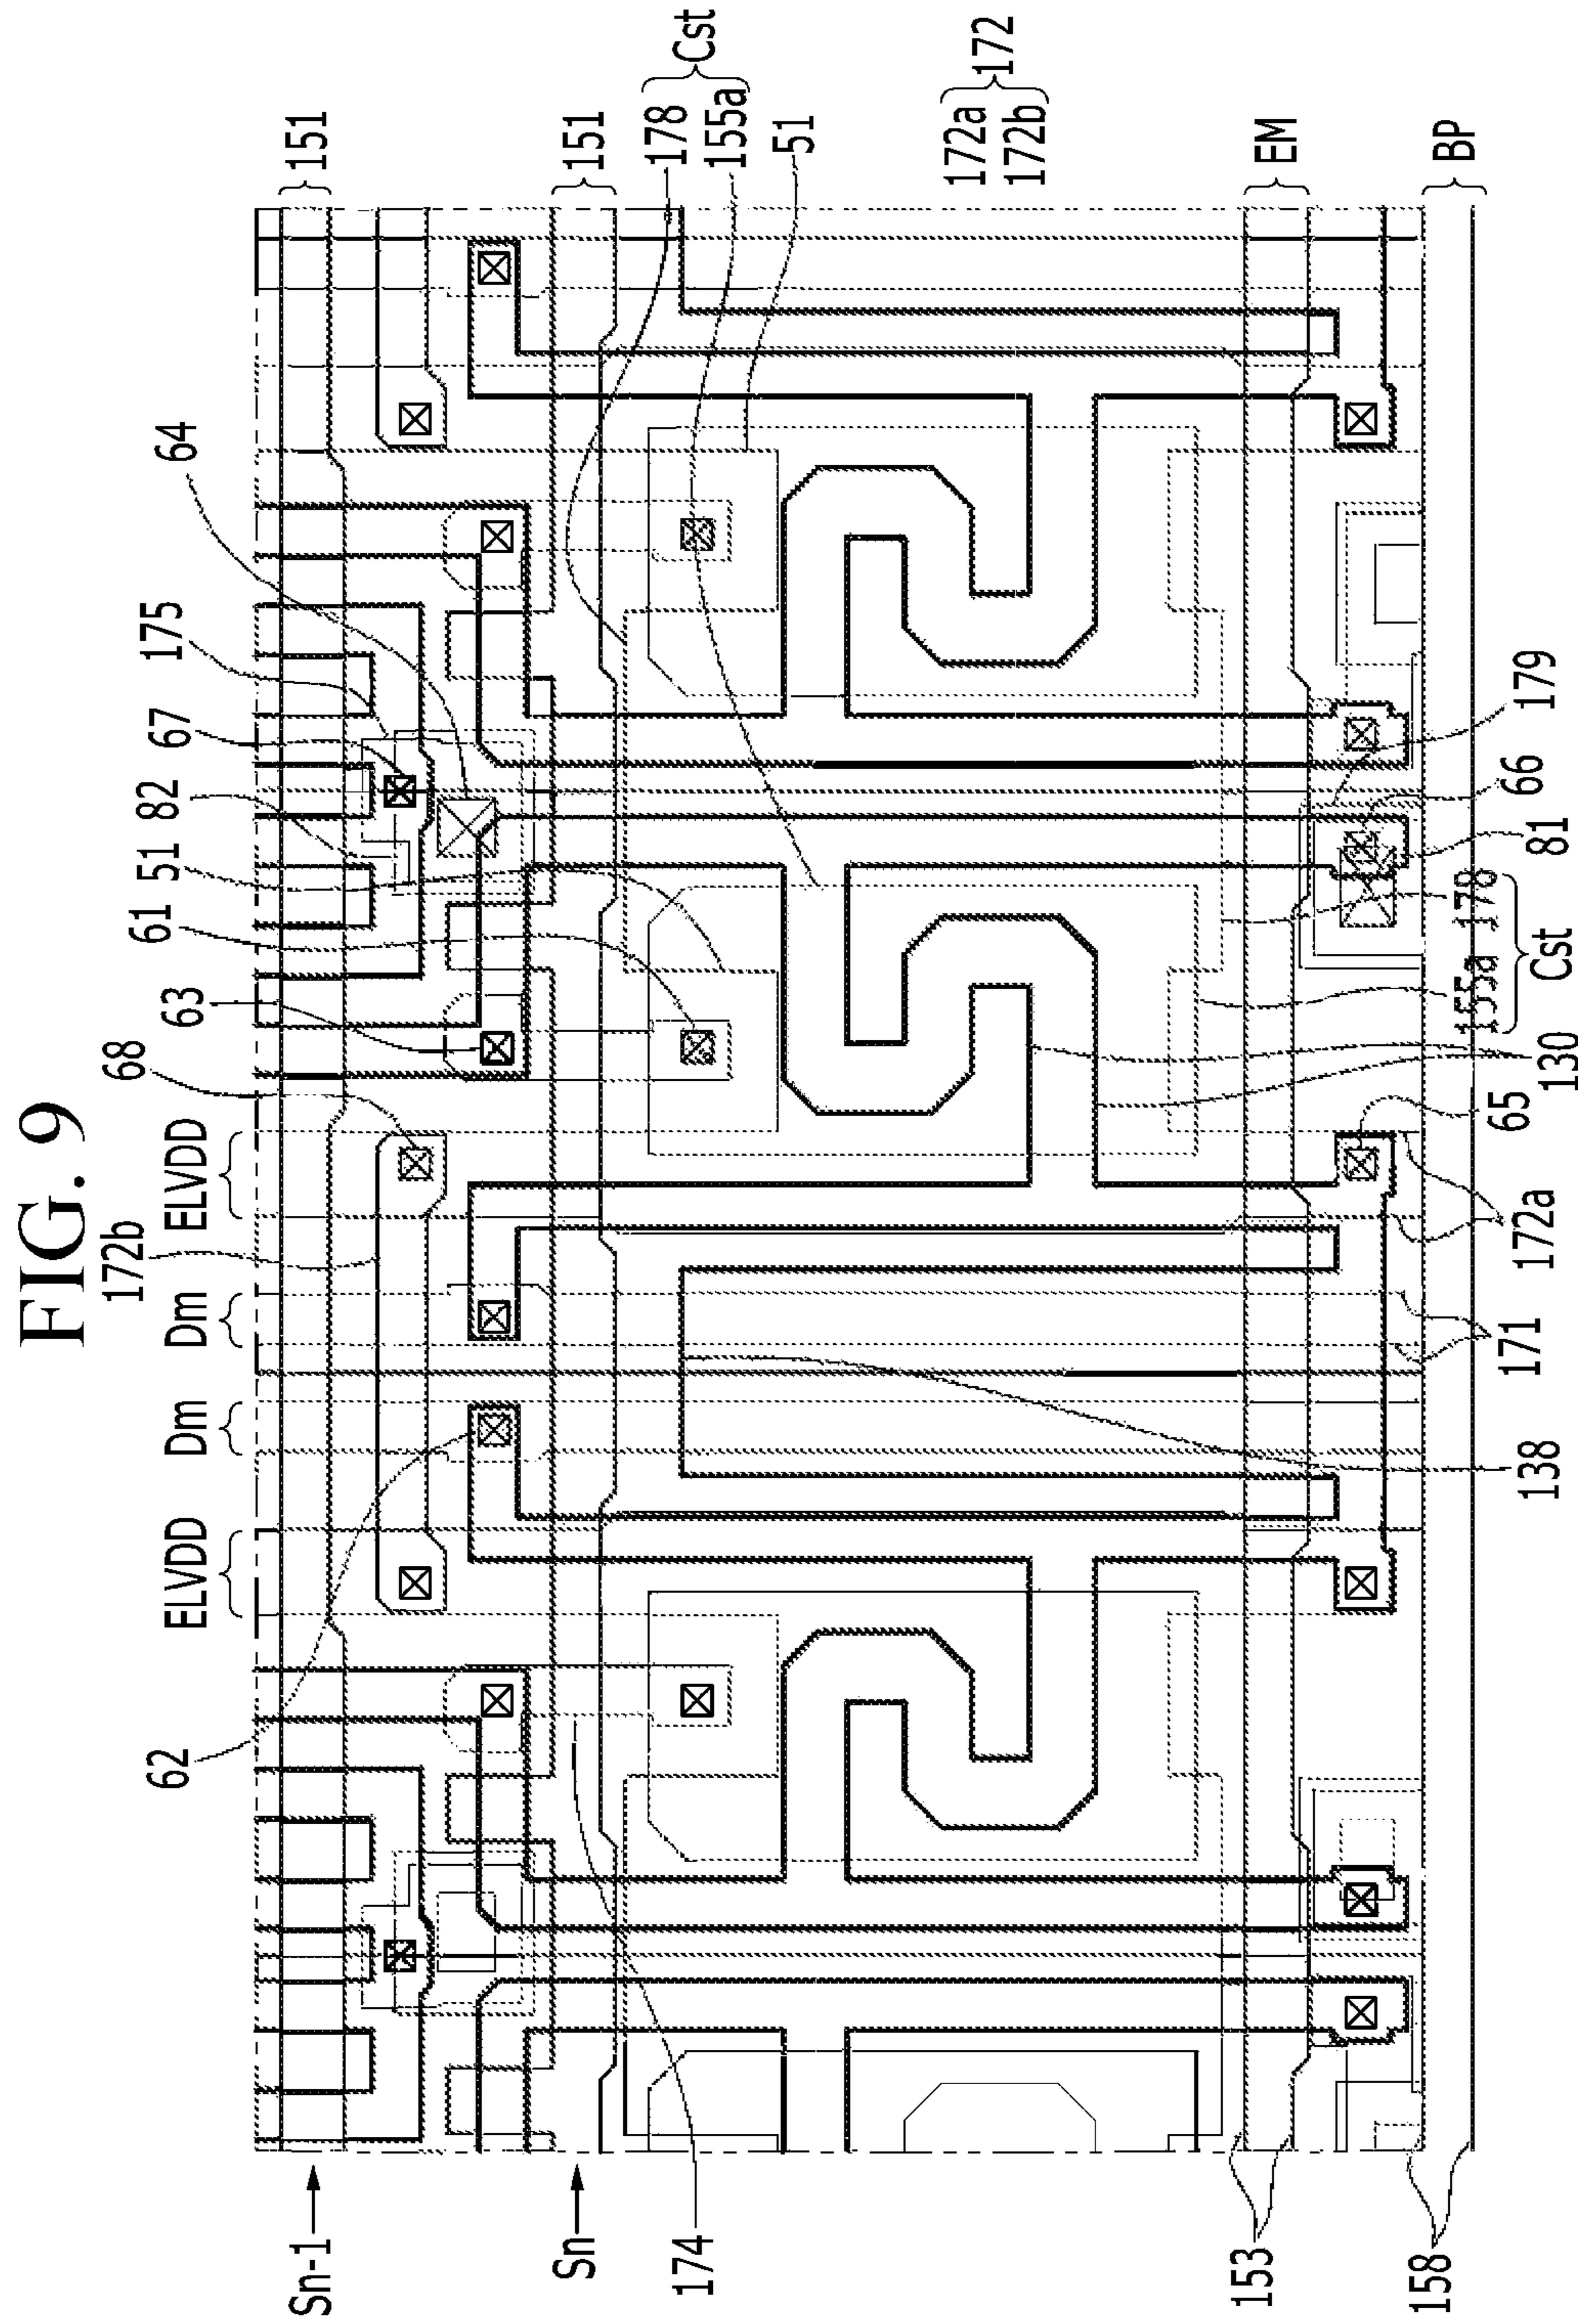 FIG. 9
Sn-1
151
Sn
151
174
178
155a
Cst
51
172a
172b
172
153
EM
158
BP
62
ELVDD
Dm
Dm
ELVDD
172b
68
63
61
51
82
67
175
64
138
171
172a
65
130
155a 178
Cst
81
66
179